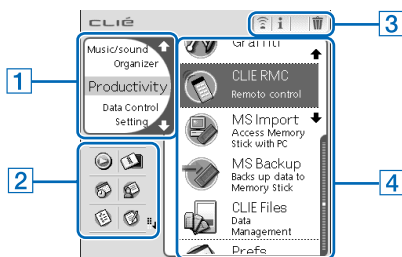 CLIÉ
i
3
1
Music/sound
Organizer
Productivity
Data Control
Setting
2
Graffiti
CLIE RMC
Remoto control
MS Import
Access Memory
Stick with PC
MS Backup
Backs up data to
Memory Stick
CLIE Files
Data
Management
Prefs
4